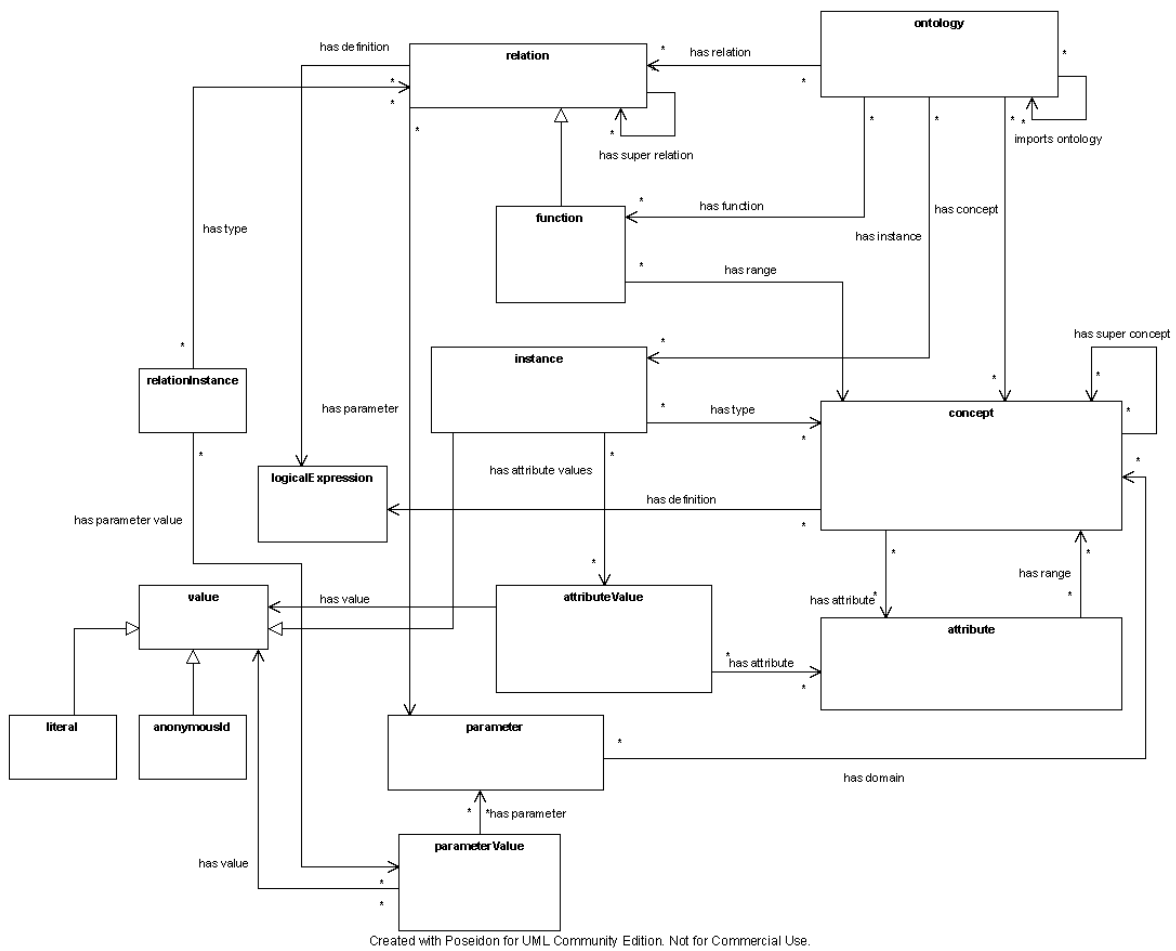 ontology
*
has definition
*
has relation
relation
*
*
*
*
*
*
*
*
*
*
imports ontology
has super relation
*
has function
has concept
function
has type
has instance
*
has range
*
has super concept
*
instance
*
relationInstance
*
*
has parameter
*
has type
concept
*
*
*
*
has attribute values
*
logicalExpression
has definition
has parameter value
*
*
*
*
has range
value
has value
attributeValue
has attribute
*
*
attribute
*
has attribute
*
literal
anonymousId
parameter
*
has domain
*
*
has parameter
parameterValue
has value
*
*
Created with Poseidon for UML Community Edition. Not for Commercial Use.